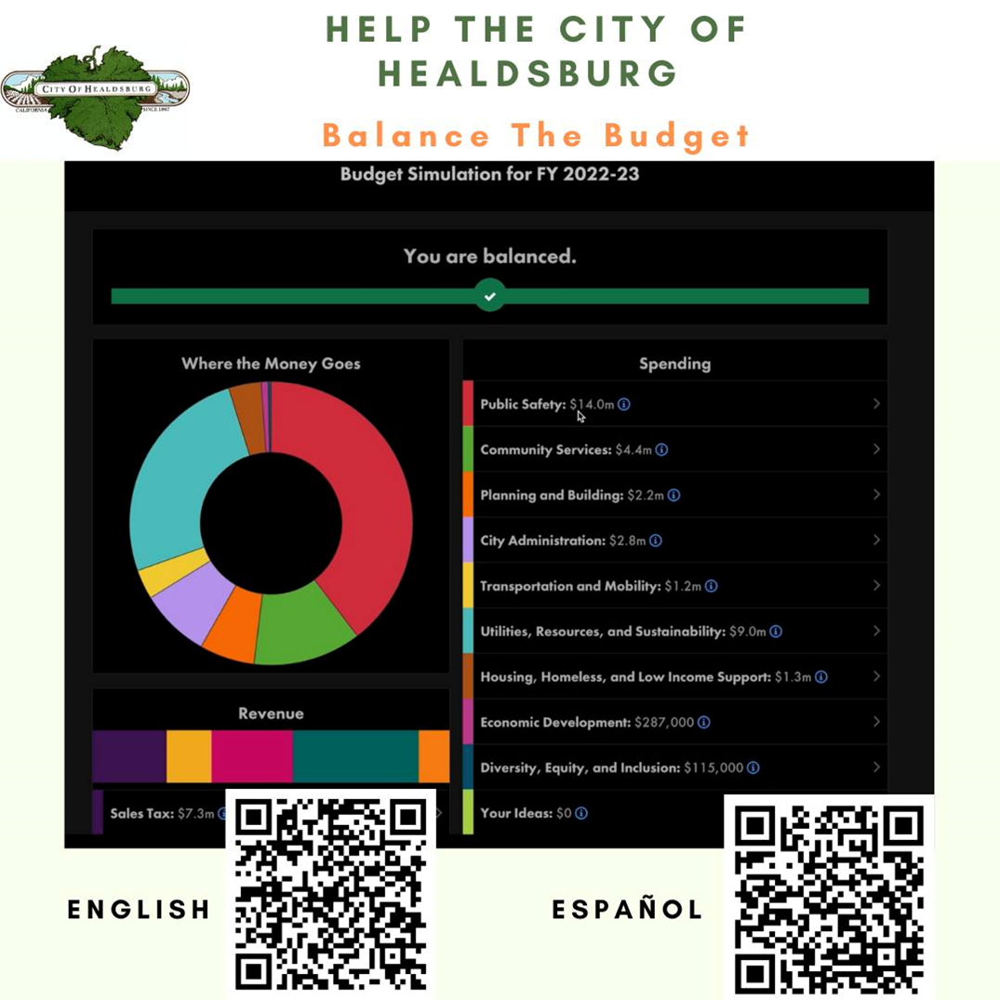 HELP THE CITY OF
HEALDSBURG
Balance The Budget
CITY OF HEALDSBURG
CALIFORNIA
Budget Simulation for FY 2022-23
You are balanced.
Where the Money Goes
Spending
Public Safety: $14.0m
Community Services: $4.4m
Planning and Building: $2.2m
City Administration: $2.8m
Transportation and Mobility: $1.2m
Utilities, Resources, and Sustainability: $9.0m
Housing, Homeless, and Low Income Support: $1.3m
Economic Development: $287,000
Diversity, Equity, and Inclusion: $115,000
Your Ideas: $0
Revenue
Sales Tax: $7.3m
ENGLISH
ESPAÑOL